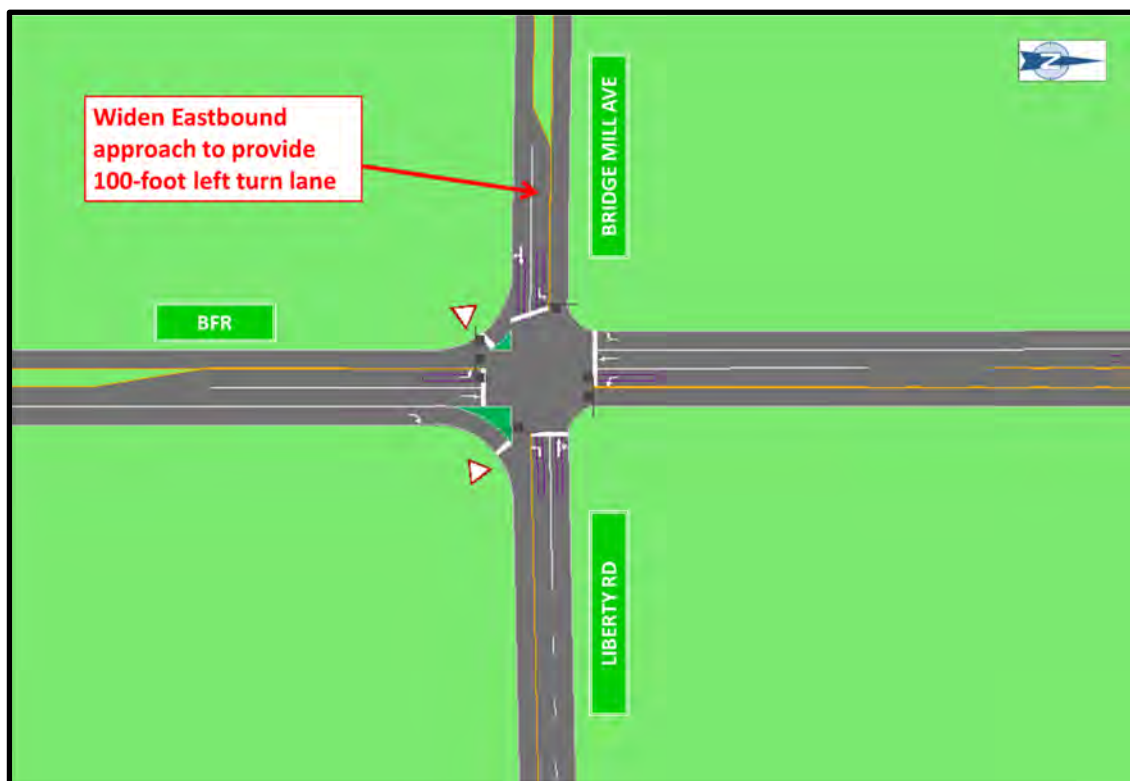 Widen Eastbound
approach to provide
100-foot left turn lane
BRIDGE MILL AVE
BFR
LIBERTY RD
N